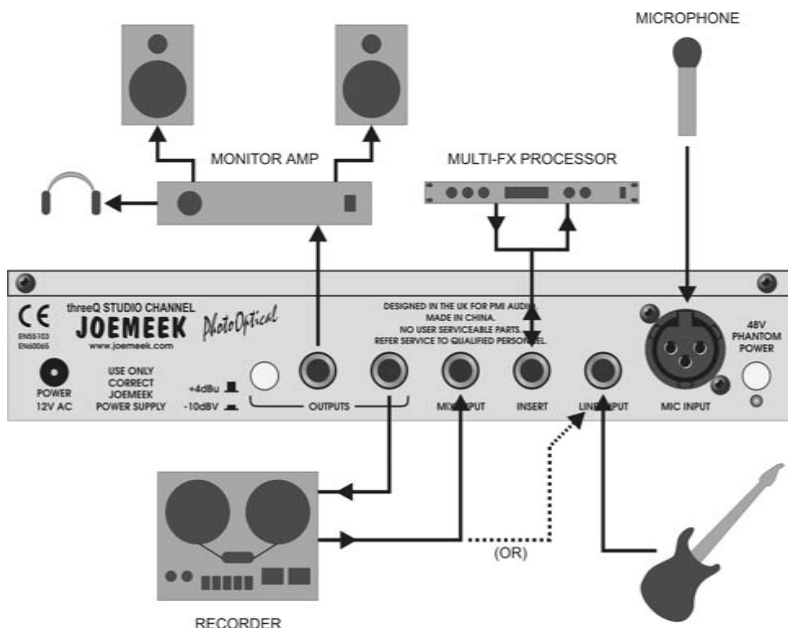 MICROPHONE
MONITOR AMP
MULTI-FX PROCESSOR
CE
EN55103
EN60065
threeQ STUDIO CHANNEL
JOEMEEK
www.joemeek.com
PhotoOptical
DESIGNED IN THE UK FOR PMI AUDIO.
MADE IN CHINA.
NO USER SERVICEABLE PARTS.
REFER SERVICE TO QUALIFIED PERSONNEL.
48V
PHANTOM
POWER
POWER
12V AC
USE ONLY
CORRECT
JOEMEEK
POWER SUPPLY
+4dBu
-10dBV
OUTPUTS
MIX INPUT
INSERT
LINE INPUT
MIC INPUT
(OR)
RECORDER